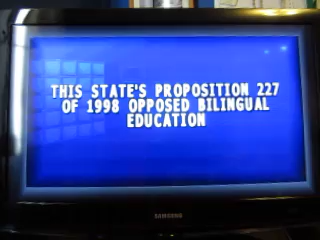 THIS STATE'S PROPOSITION 227
OF 1998 OPPOSED BILINGUAL
EDUCATION
SAMSUNG